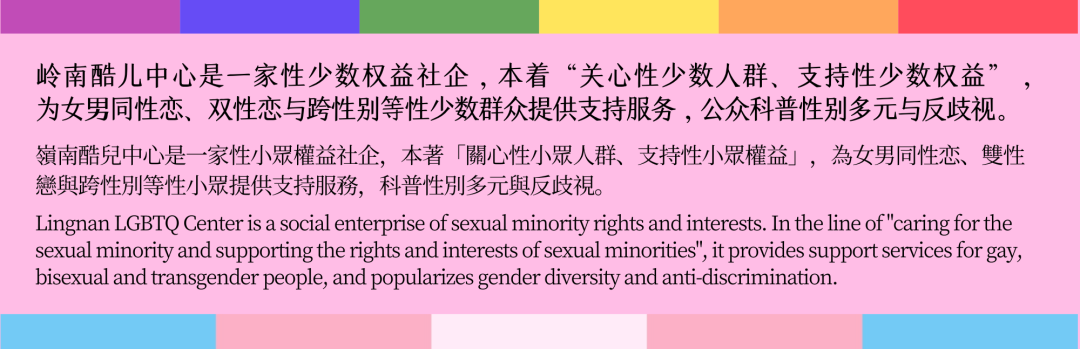 岭南酷儿中心是一家性少数权益社企，本着“关心性少数人群、支持性少数权益”，
为女男同性恋、双性恋与跨性别等性少数群众提供支持服务，公众科普性别多元与反歧视。
嶺南酷兒中心是一家性小眾權益社企，本著「關心性小眾人群、支持性小眾權益」，為女男同性恋、雙性
戀與跨性別等性小眾提供支持服務，科普性別多元與反歧視。
Lingnan LGBTQ Center is a social enterprise of sexual minority rights and interests. In the line of "caring for the
sexual minority and supporting the rights and interests of sexual minorities", it provides support services for gay,
bisexual and transgender people, and popularizes gender diversity and anti-discrimination.